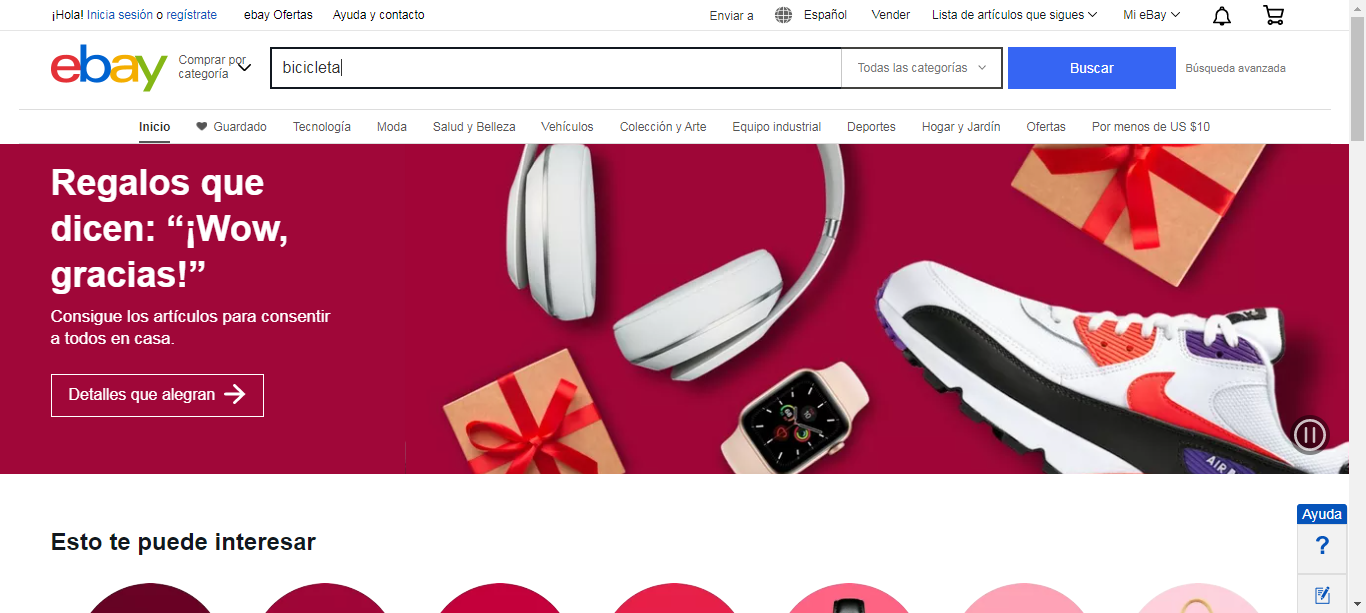 ¡Hola! Inicia sesión o regístrate ebay Ofertas Ayuda y contacto Enviar a Español Vender Lista de artículos que sigues Mi eBay
ebay Comprar por categoría bicicleta Todas las categorías Buscar Búsqueda avanzada
Inicio Guardado Tecnología Moda Salud y Belleza Vehículos Colección y Arte Equipo industrial Deportes Hogar y Jardín Ofertas Por menos de US $10
Regalos que
dicen: “¡Wow,
gracias!”
Consigue los artículos para consentir
a todos en casa.
Detalles que alegran
AIR
Ayuda
?
Esto te puede interesar